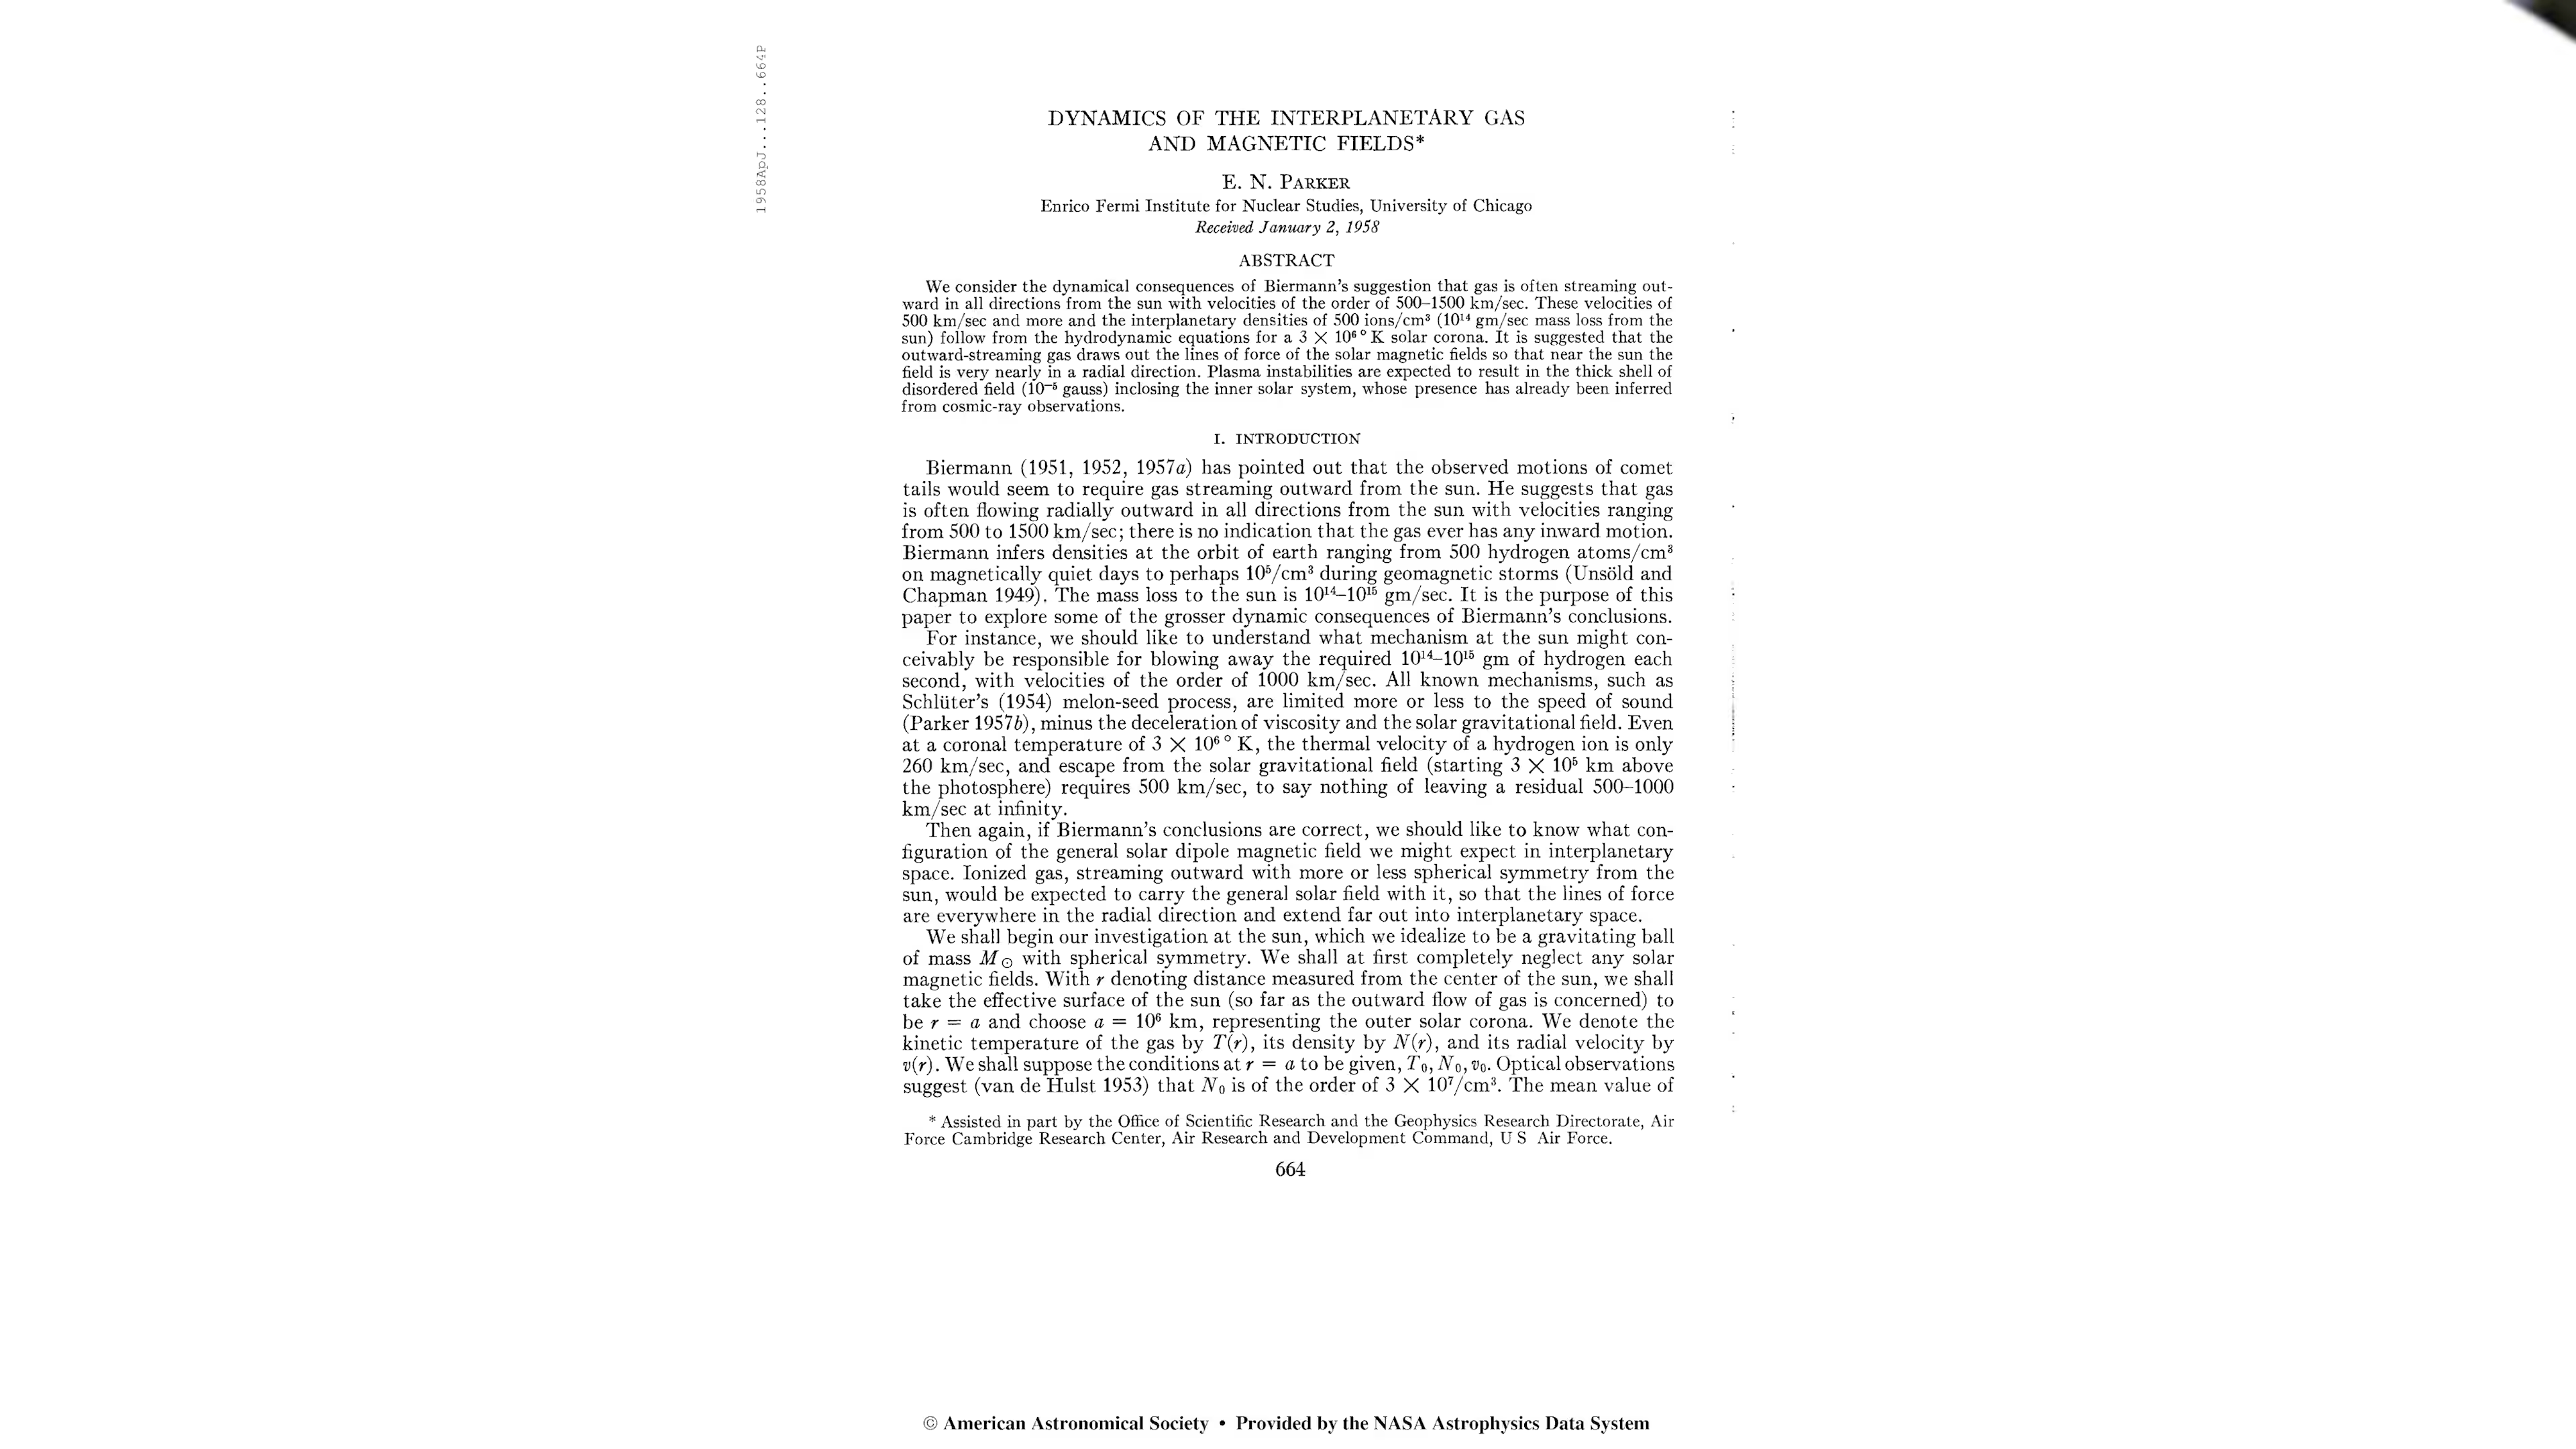 1958ApJ...128..664P
DYNAMICS OF THE INTERPLANETARY GAS
AND MAGNETIC FIELDS*
E. N. PARKER
Enrico Fermi Institute for Nuclear Studies, University of Chicago
Received January 2, 1958
ABSTRACT
We consider the dynamical consequences of Biermann's suggestion that gas is often streaming out-
ward in all directions from the sun with velocities of the order of 500–1500 km/sec. These velocities of
500 km/sec and more and the interplanetary densities of 500 ions/cm³ (10¹⁴ gm/sec mass loss from the
sun) follow from the hydrodynamic equations for a 3 × 10⁶ ° K solar corona. It is suggested that the
outward-streaming gas draws out the lines of force of the solar magnetic fields so that near the sun the
field is very nearly in a radial direction. Plasma instabilities are expected to result in the thick shell of
disordered field (10⁻⁵ gauss) inclosing the inner solar system, whose presence has already been inferred
from cosmic-ray observations.
I. INTRODUCTION
Biermann (1951, 1952, 1957a) has pointed out that the observed motions of comet
tails would seem to require gas streaming outward from the sun. He suggests that gas
is often flowing radially outward in all directions from the sun with velocities ranging
from 500 to 1500 km/sec; there is no indication that the gas ever has any inward motion.
Biermann infers densities at the orbit of earth ranging from 500 hydrogen atoms/cm³
on magnetically quiet days to perhaps 10⁵/cm³ during geomagnetic storms (Unsöld and
Chapman 1949). The mass loss to the sun is 10¹⁴–10¹⁵ gm/sec. It is the purpose of this
paper to explore some of the grosser dynamic consequences of Biermann's conclusions.
For instance, we should like to understand what mechanism at the sun might con-
ceivably be responsible for blowing away the required 10¹⁴–10¹⁵ gm of hydrogen each
second, with velocities of the order of 1000 km/sec. All known mechanisms, such as
Schlüter's (1954) melon-seed process, are limited more or less to the speed of sound
(Parker 1957b), minus the deceleration of viscosity and the solar gravitational field. Even
at a coronal temperature of 3 × 10⁶ ° K, the thermal velocity of a hydrogen ion is only
260 km/sec, and escape from the solar gravitational field (starting 3 × 10⁵ km above
the photosphere) requires 500 km/sec, to say nothing of leaving a residual 500–1000
km/sec at infinity.
Then again, if Biermann's conclusions are correct, we should like to know what con-
figuration of the general solar dipole magnetic field we might expect in interplanetary
space. Ionized gas, streaming outward with more or less spherical symmetry from the
sun, would be expected to carry the general solar field with it, so that the lines of force
are everywhere in the radial direction and extend far out into interplanetary space.
We shall begin our investigation at the sun, which we idealize to be a gravitating ball
of mass M☉ with spherical symmetry. We shall at first completely neglect any solar
magnetic fields. With r denoting distance measured from the center of the sun, we shall
take the effective surface of the sun (so far as the outward flow of gas is concerned) to
be r = a and choose a = 10⁶ km, representing the outer solar corona. We denote the
kinetic temperature of the gas by T(r), its density by N(r), and its radial velocity by
v(r). We shall suppose the conditions at r = a to be given, T₀, N₀, v₀. Optical observations
suggest (van de Hulst 1953) that N₀ is of the order of 3 × 10⁷/cm³. The mean value of
* Assisted in part by the Office of Scientific Research and the Geophysics Research Directorate, Air
Force Cambridge Research Center, Air Research and Development Command, U S Air Force.
664
© American Astronomical Society • Provided by the NASA Astrophysics Data System